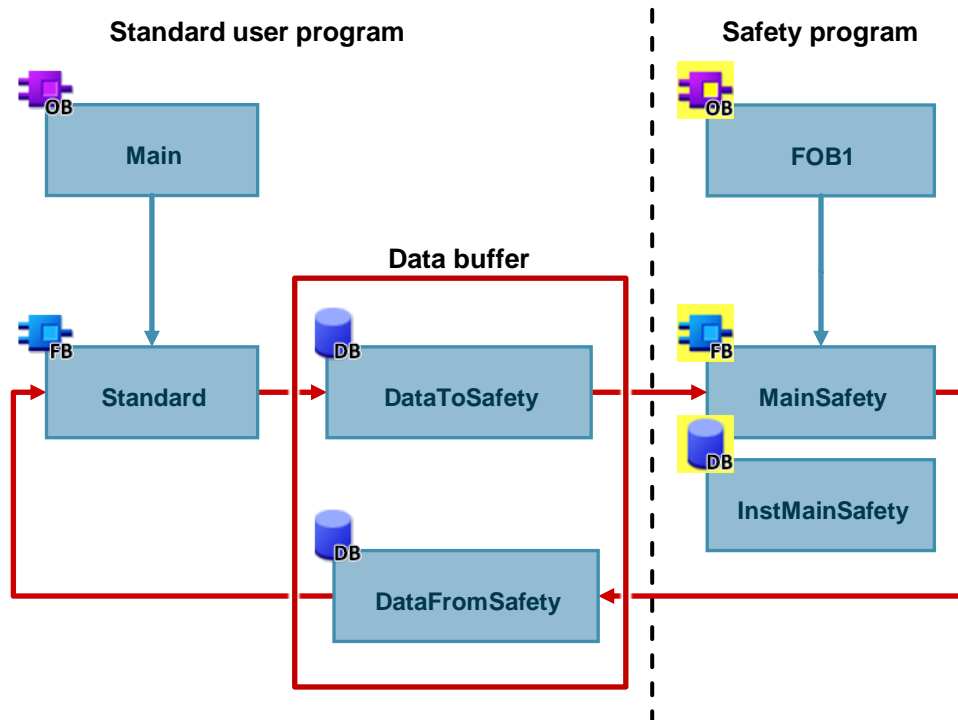 Standard user program
Safety program
OB
Main
OB
FOB1
Data buffer
FB
Standard
DB
DataToSafety
FB
MainSafety
DB
InstMainSafety
DB
DataFromSafety